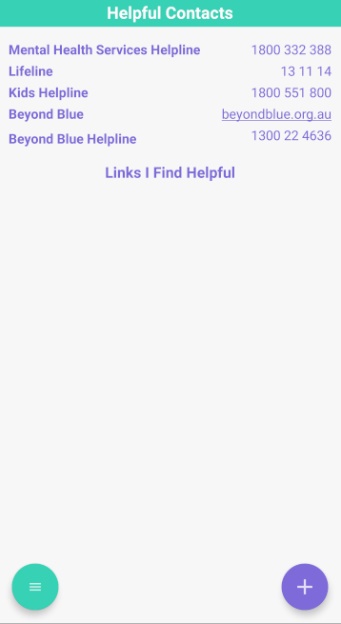 Helpful Contacts
Mental Health Services Helpline 1800 332 388
Lifeline 13 11 14
Kids Helpline 1800 551 800
Beyond Blue beyondblue.org.au
Beyond Blue Helpline 1300 22 4636
Links I Find Helpful